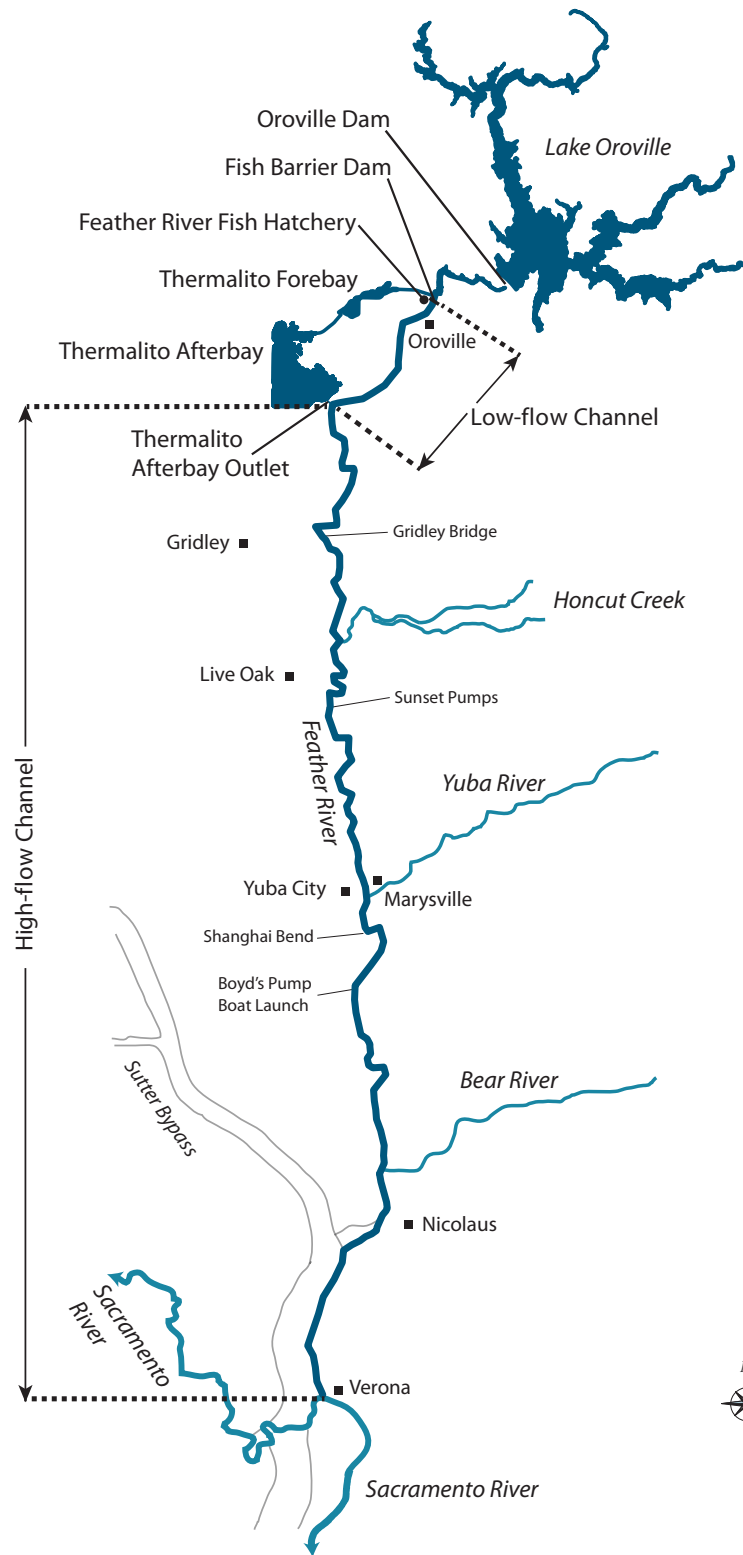 Oroville Dam
Lake Oroville
Fish Barrier Dam
Feather River Fish Hatchery
Thermalito Forebay
Oroville
Thermalito Afterbay
Low-flow Channel
Thermalito
Afterbay Outlet
Gridley Bridge
Gridley
Honcut Creek
Live Oak
Sunset Pumps
Feather River
Yuba River
High-flow Channel
Yuba City
Marysville
Shanghai Bend
Boyd's Pump
Boat Launch
Bear River
Sutter Bypass
Nicolaus
Sacramento
River
Verona
Sacramento River